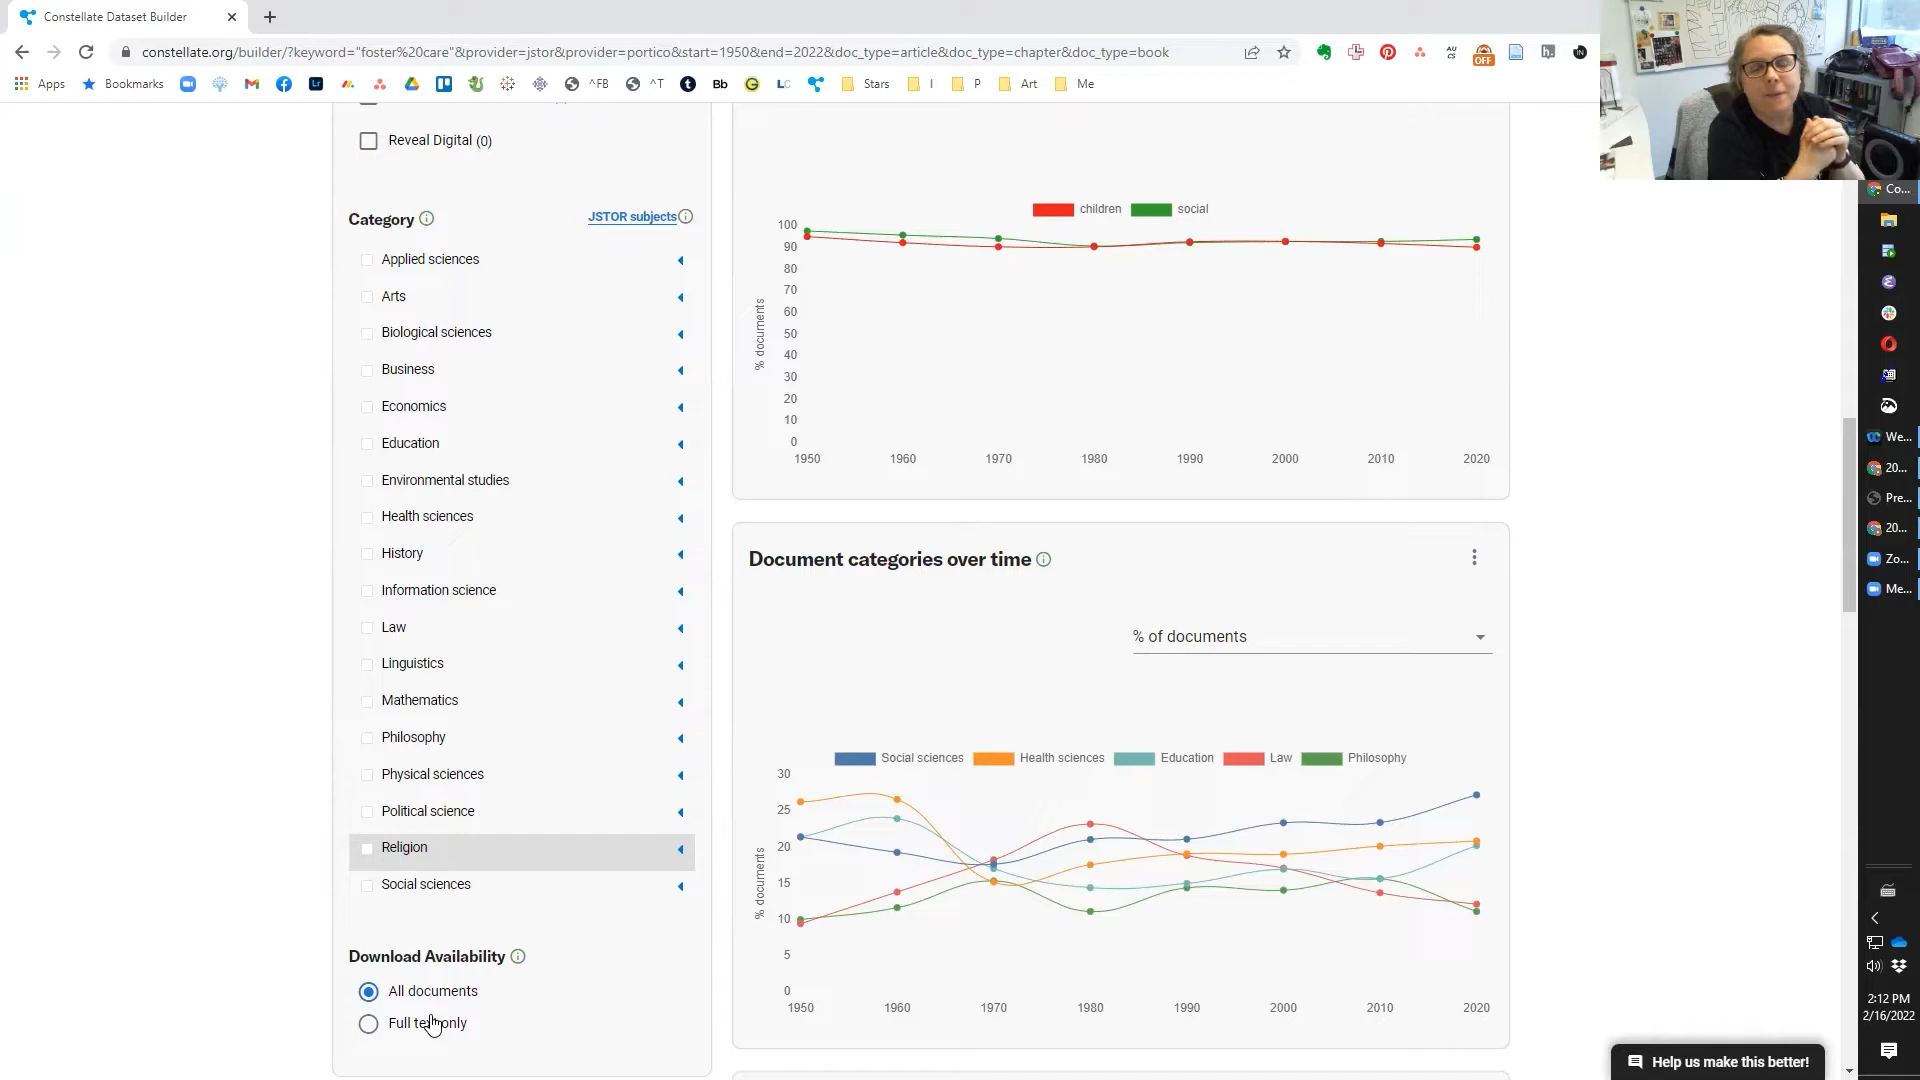 Constellate Dataset Builder
constellate.org/builder/?keyword="foster%20care"&provider=jstor&provider=portico&start=1950&end=2022&doc_type=article&doc_type=chapter&doc_type=book
AU
CS
OFF
h.
IN
Apps
Bookmarks
Lr
^FB
^T
t
Bb
G
LC
Stars
I
P
Art
Me
Reveal Digital (0)
Category
JSTOR subjects
Applied sciences
Arts
Biological sciences
Business
Economics
Education
Environmental studies
Health sciences
History
Information science
Law
Linguistics
Mathematics
Philosophy
Physical sciences
Political science
Religion
Social sciences
Download Availability
All documents
Full text only
children
social
100
90
80
70
60
50
40
30
20
10
0
% documents
1950 1960 1970 1980 1990 2000 2010 2020
Document categories over time
% of documents
Social sciences
Health sciences
Education
Law
Philosophy
30
25
20
15
10
5
0
% documents
1950 1960 1970 1980 1990 2000 2010 2020
Help us make this better!
Co...
We...
20...
Pre...
20...
Zo...
Me...
2:12 PM
2/16/2022